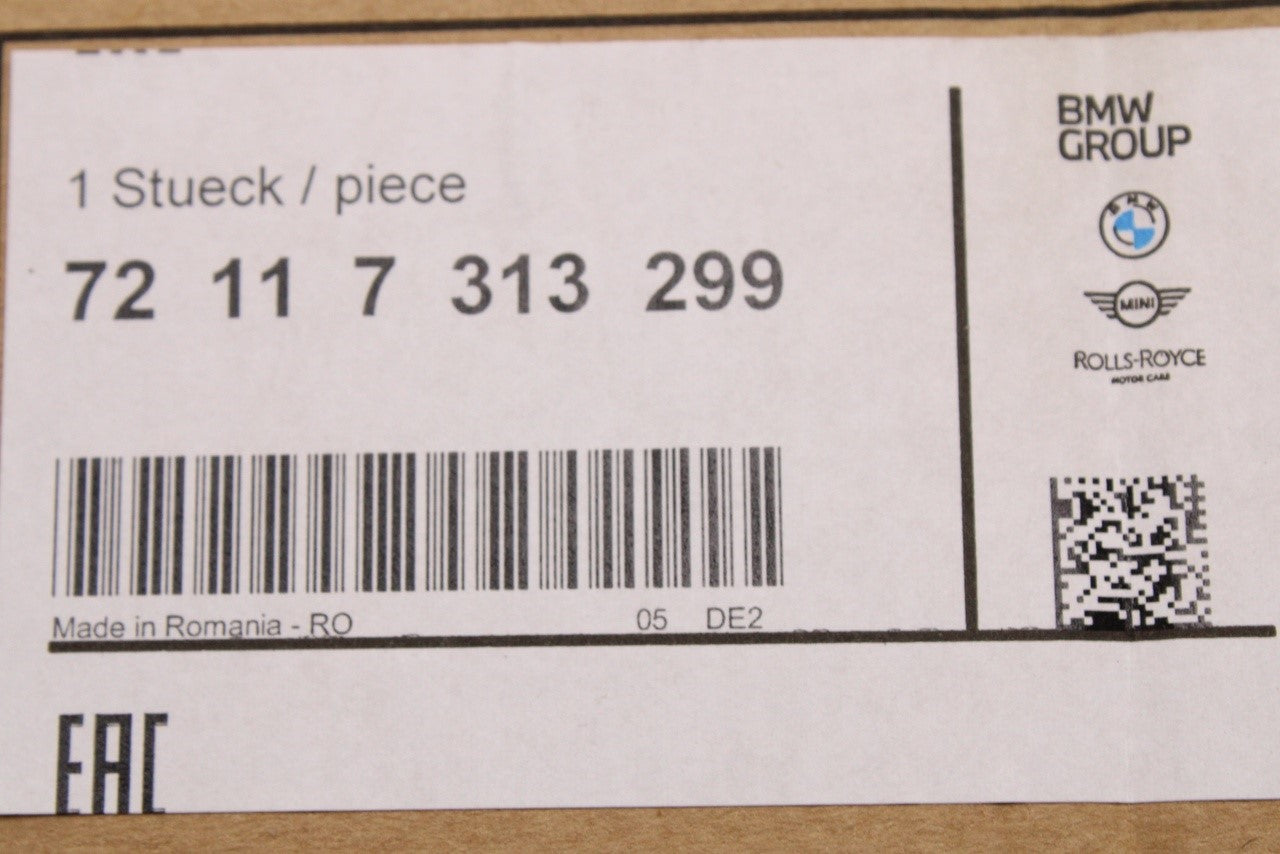 1 Stueck / piece
72 11 7 313 299
Made in Romania - RO
05 DE2
BMW
GROUP
BMW
MINI
ROLLS-ROYCE
MOTOR CARS
EAC